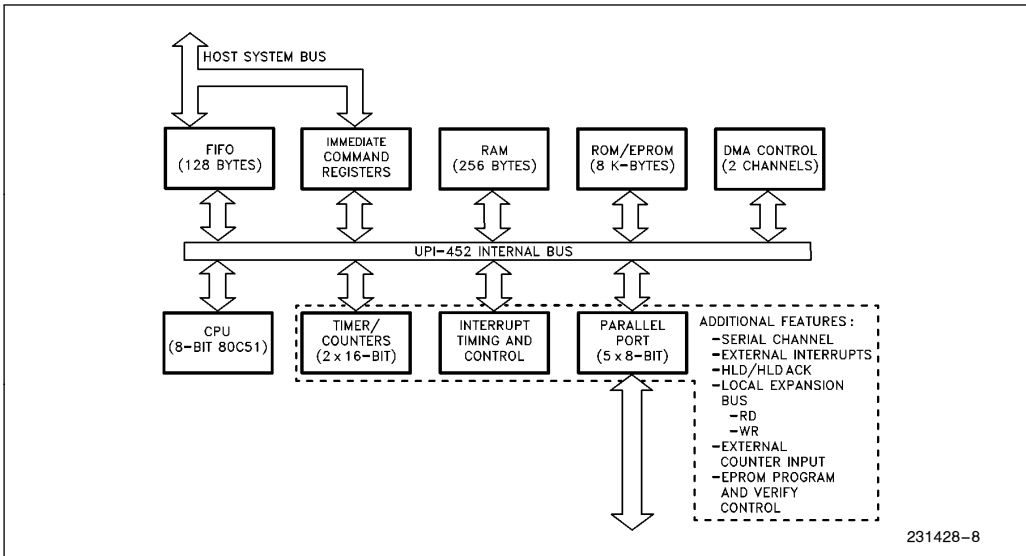 HOST SYSTEM BUS
FIFO
(128 BYTES)
IMMEDIATE
COMMAND
REGISTERS
RAM
(256 BYTES)
ROM/EPROM
(8 K-BYTES)
DMA CONTROL
(2 CHANNELS)
UPI-452 INTERNAL BUS
CPU
(8-BIT 80C51)
TIMER/
COUNTERS
(2 x 16-BIT)
INTERRUPT
TIMING AND
CONTROL
PARALLEL
PORT
(5 x 8-BIT)
ADDITIONAL FEATURES:
-SERIAL CHANNEL
-EXTERNAL INTERRUPTS
-HLD/HLD ACK
-LOCAL EXPANSION
BUS
-RD
-WR
-EXTERNAL
COUNTER INPUT
-EPROM PROGRAM
AND VERIFY
CONTROL
231428-8